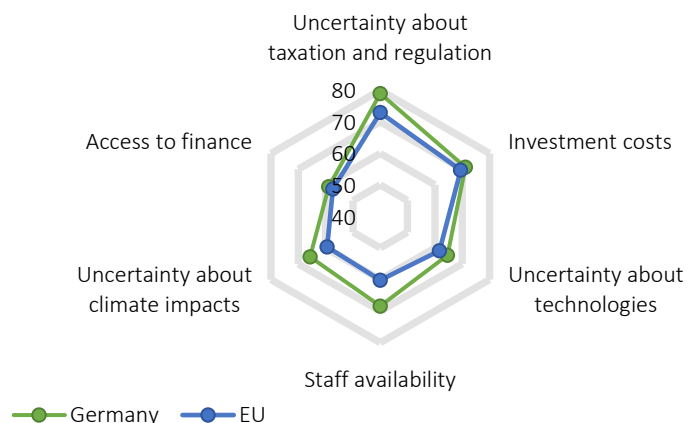 Uncertainty about
taxation and regulation
80
70
60
50
40
Access to finance
Investment costs
Uncertainty about
climate impacts
Uncertainty about
technologies
Staff availability
Germany
EU